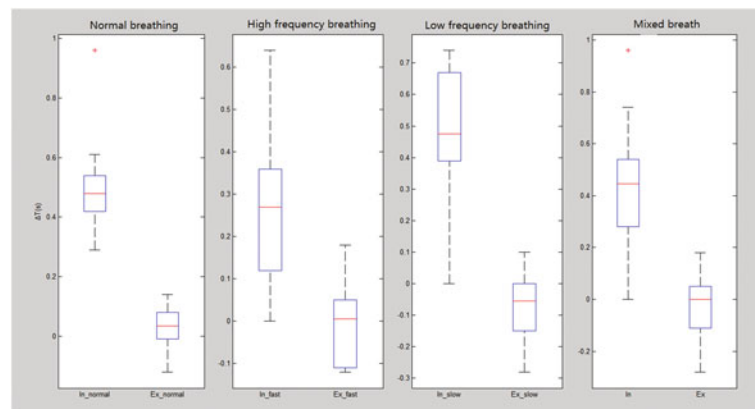 Normal breathing
High frequency breathing
Low frequency breathing
Mixed breath
ΔT(s)
1
0.8
0.6
0.4
0.2
0
In_normal
Ex_normal
0.6
0.5
0.4
0.3
0.2
0.1
0
-0.1
In_fast
Ex_fast
0.7
0.6
0.5
0.4
0.3
0.2
0.1
0
-0.1
-0.2
-0.3
In_slow
Ex_slow
1
0.8
0.6
0.4
0.2
0
-0.2
In
Ex